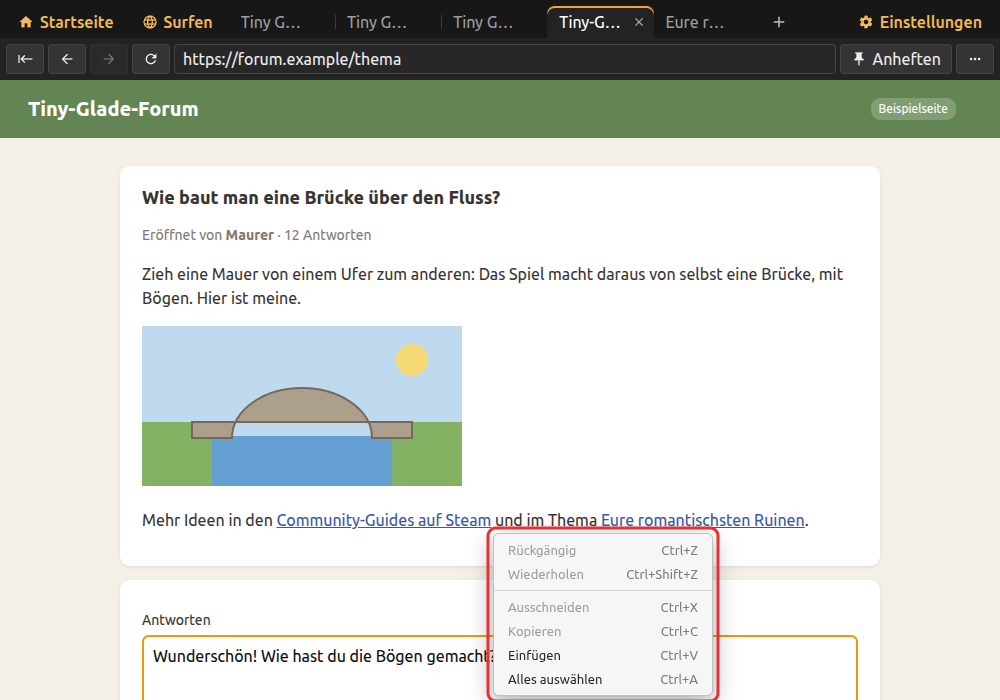 Startseite Surfen Tiny G… Tiny G… Tiny G… Tiny-G… Eure r… Einstellungen
https://forum.example/thema Anheften
Tiny-Glade-Forum Beispielseite
Wie baut man eine Brücke über den Fluss?
Eröffnet von Maurer · 12 Antworten
Zieh eine Mauer von einem Ufer zum anderen: Das Spiel macht daraus von selbst eine Brücke, mit
Bögen. Hier ist meine.
Mehr Ideen in den Community-Guides auf Steam und im Thema Eure romantischsten Ruinen.
Rückgängig Ctrl+Z
Wiederholen Ctrl+Shift+Z
Ausschneiden Ctrl+X
Kopieren Ctrl+C
Einfügen Ctrl+V
Alles auswählen Ctrl+A
Antworten
Wunderschön! Wie hast du die Bögen gemacht?